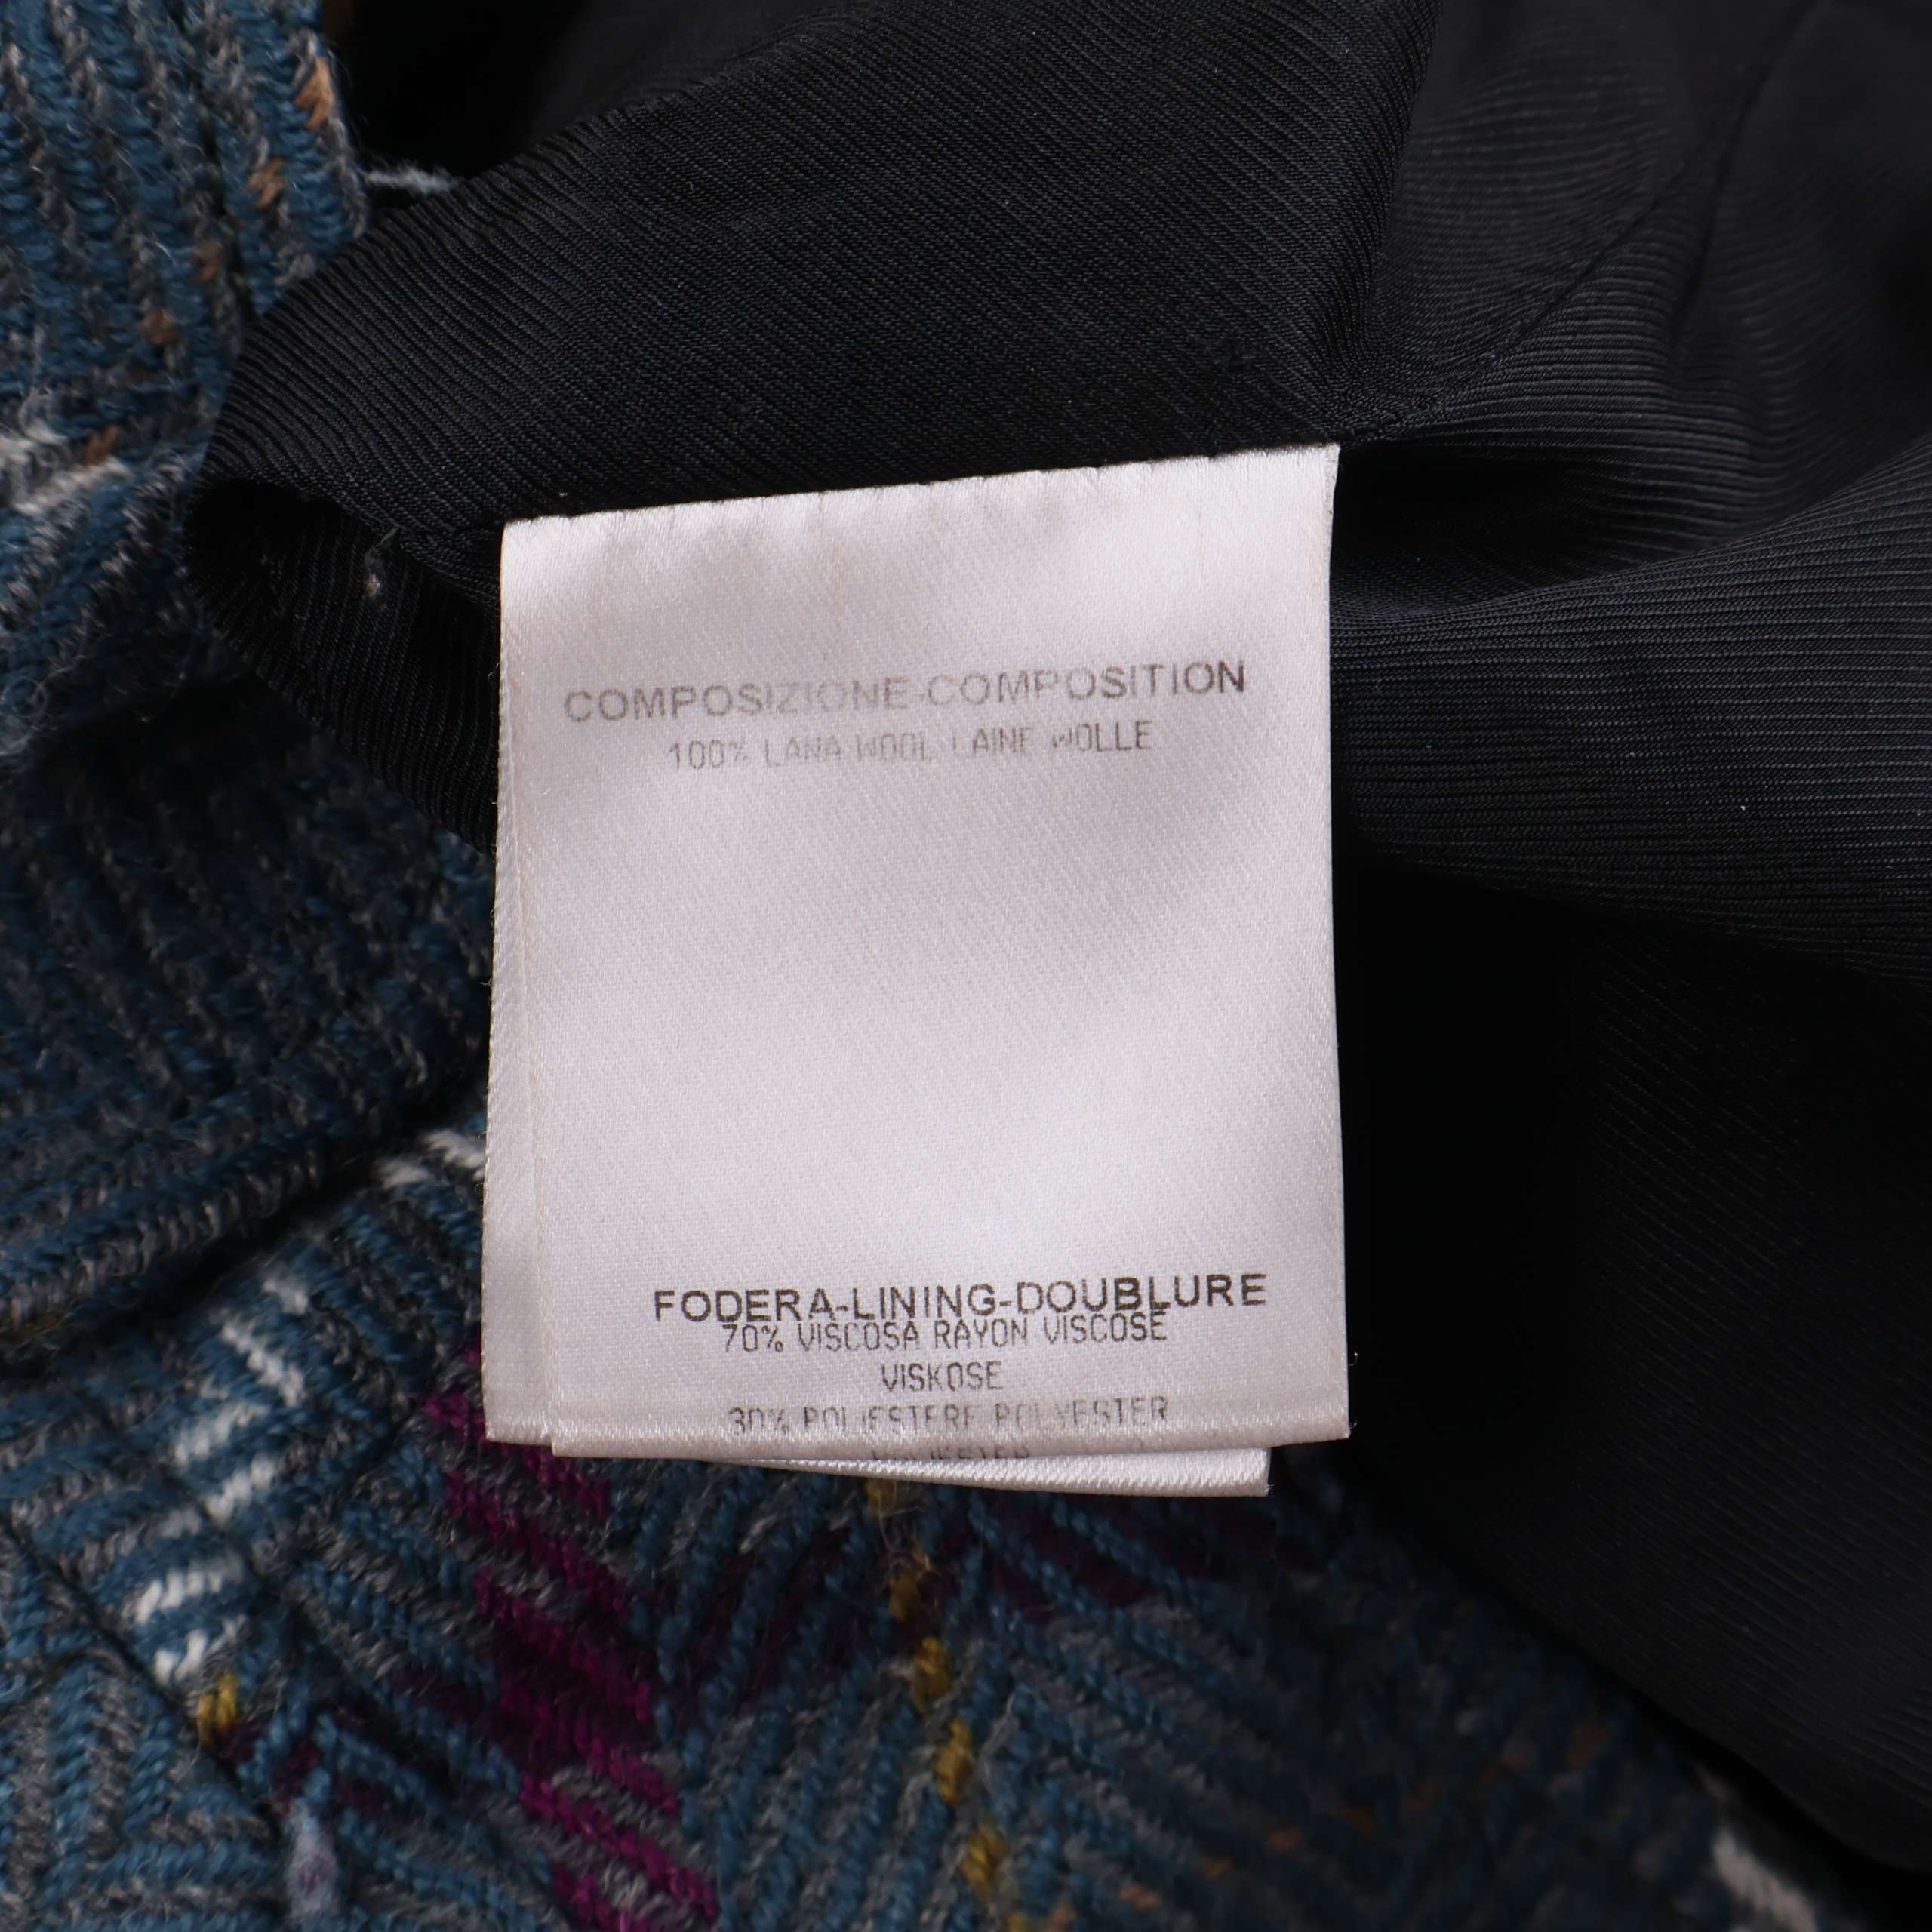 COMPOSIZIONE-COMPOSITION
100% LANA WOOL LAINE WOLLE
FODERA-LINING-DOUBLURE
70% VISCOSA RAYON VISCOSE
VISKOSE
30% POLIESTERE POLYESTER